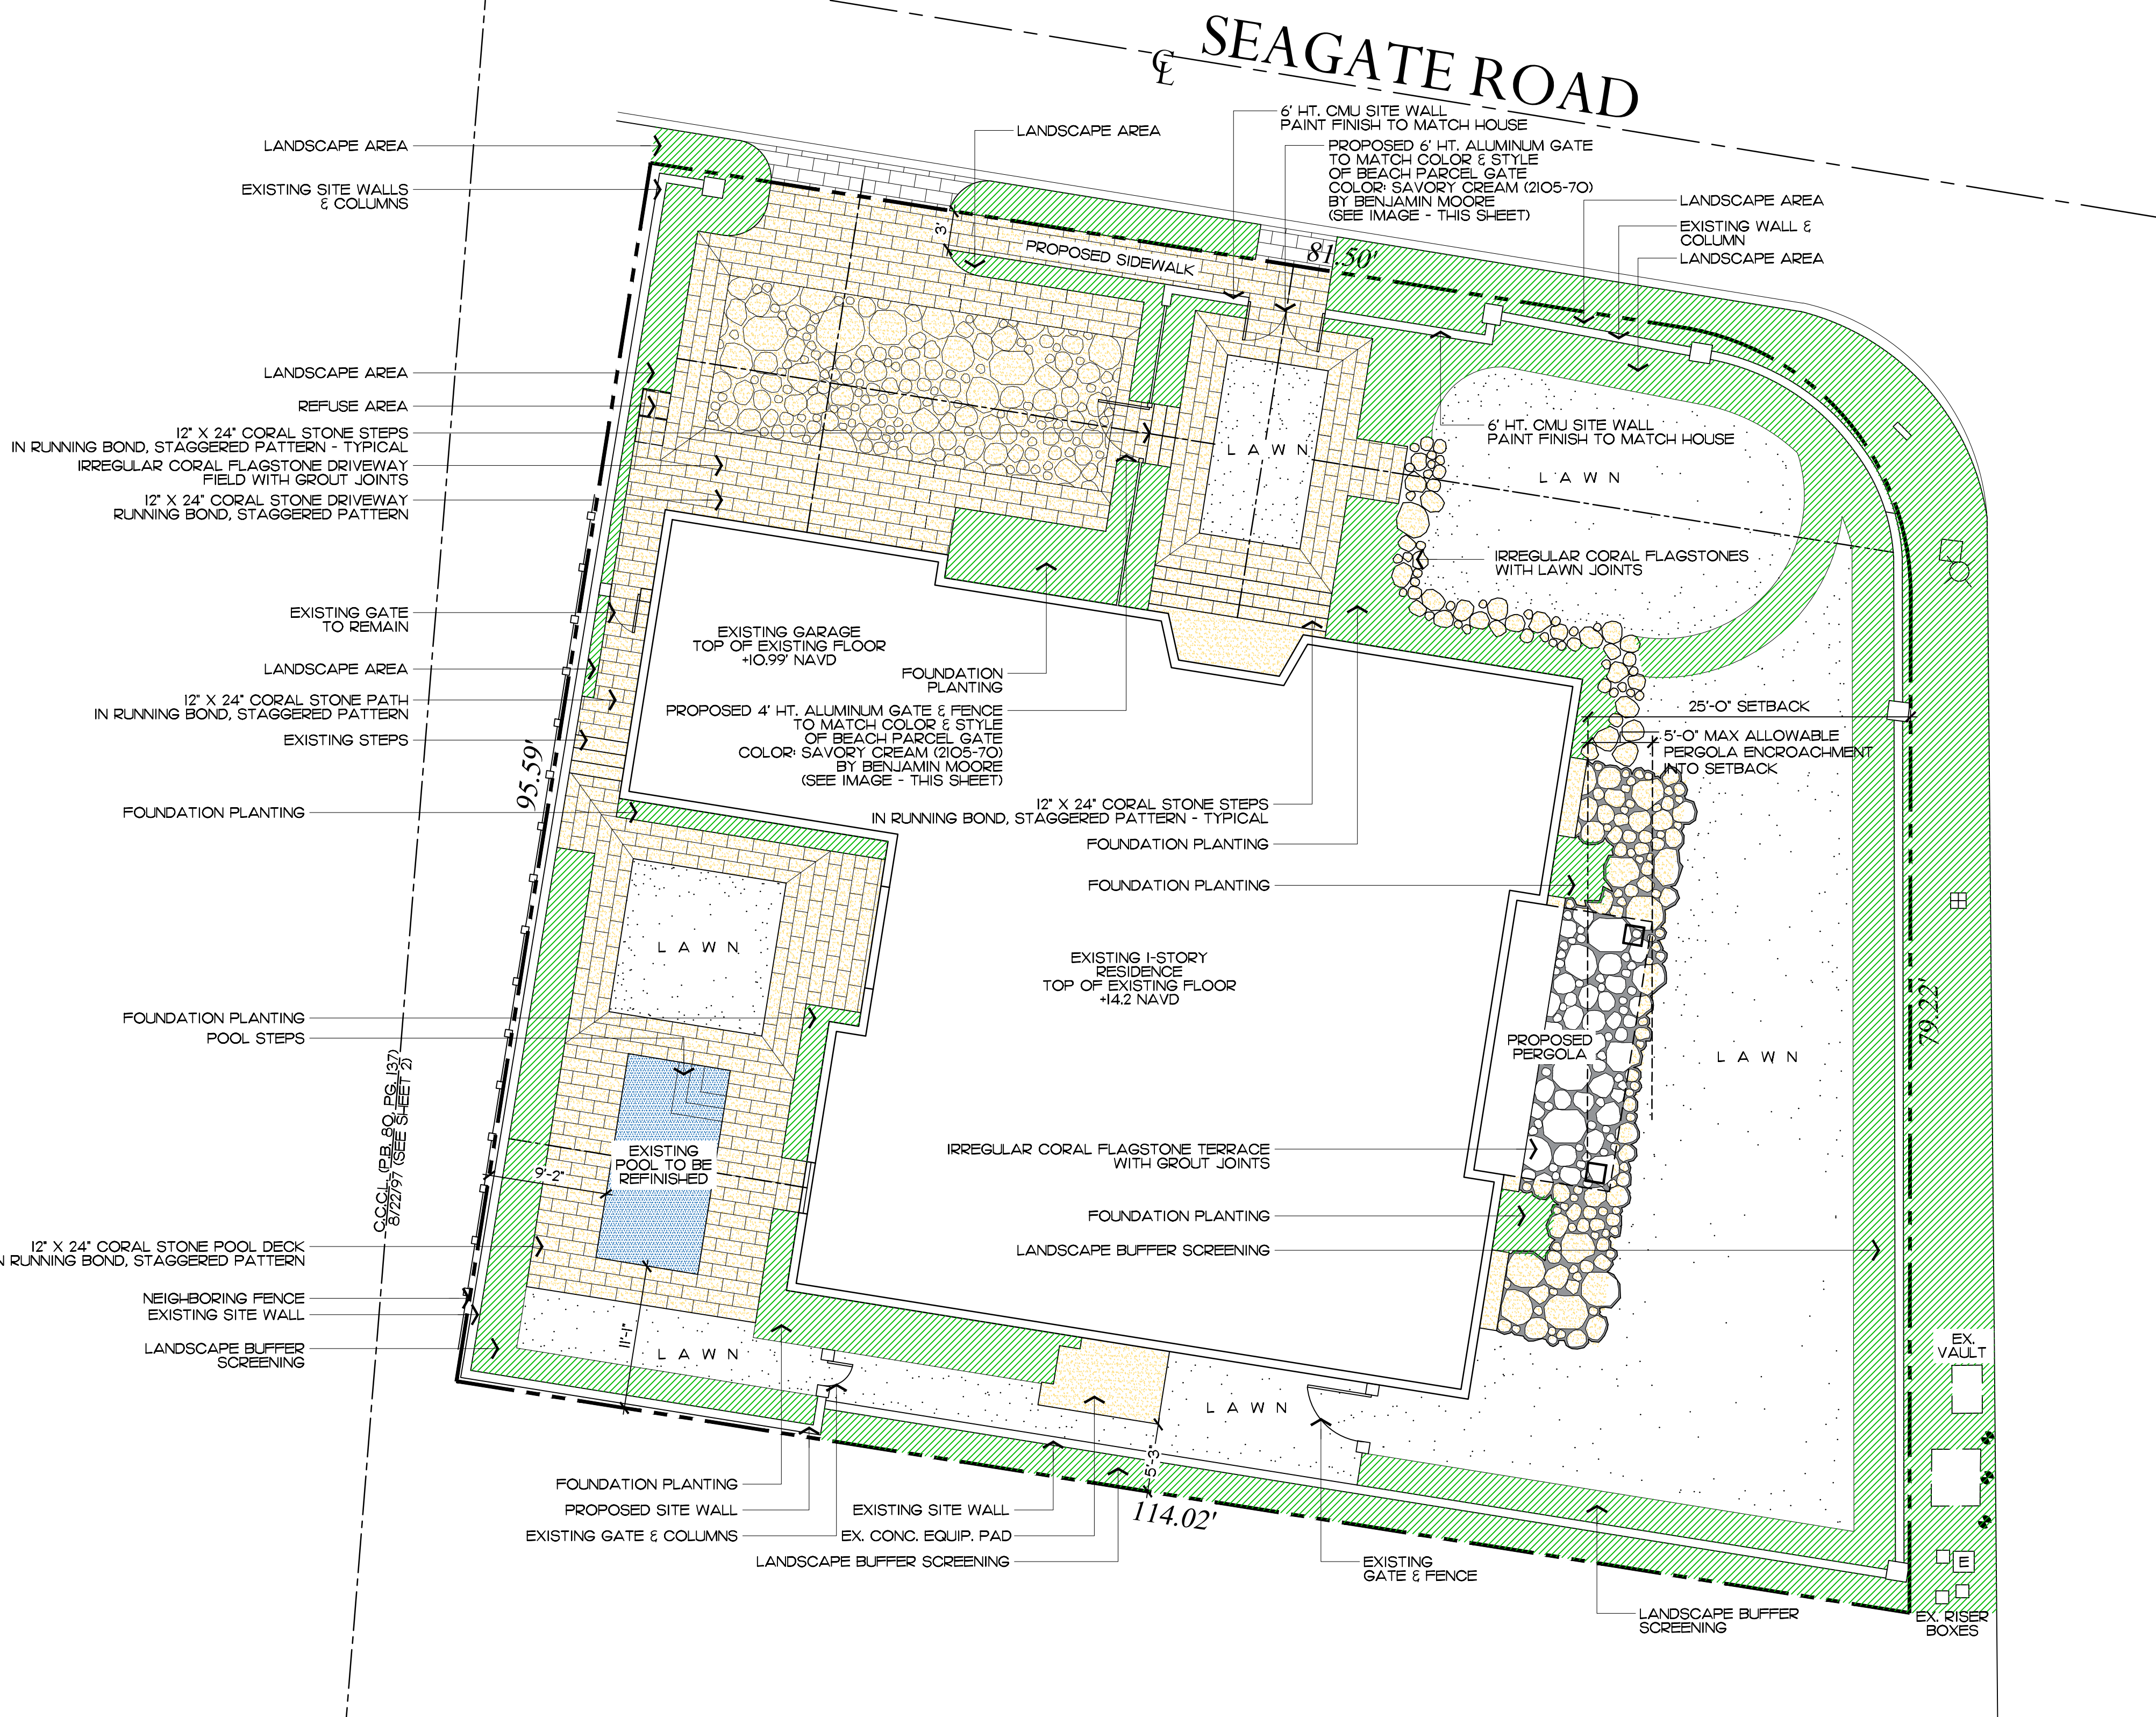 SEAGATE ROAD
CL
6' HT. CMU SITE WALL
PAINT FINISH TO MATCH HOUSE
LANDSCAPE AREA
PROPOSED 6' HT. ALUMINUM GATE
TO MATCH COLOR & STYLE
OF BEACH PARCEL GATE
COLOR: SAVORY CREAM (2105-70)
BY BENJAMIN MOORE
(SEE IMAGE - THIS SHEET)
LANDSCAPE AREA
EXISTING SITE WALLS
& COLUMNS
LANDSCAPE AREA
EXISTING WALL &
COLUMN
LANDSCAPE AREA
3'
PROPOSED SIDEWALK
81.50'
LANDSCAPE AREA
REFUSE AREA
12" X 24" CORAL STONE STEPS
IN RUNNING BOND, STAGGERED PATTERN - TYPICAL
IRREGULAR CORAL FLAGSTONE DRIVEWAY
FIELD WITH GROUT JOINTS
12" X 24" CORAL STONE DRIVEWAY
RUNNING BOND, STAGGERED PATTERN
LAWN
6' HT. CMU SITE WALL
PAINT FINISH TO MATCH HOUSE
LAWN
IRREGULAR CORAL FLAGSTONES
WITH LAWN JOINTS
EXISTING GATE
TO REMAIN
EXISTING GARAGE
TOP OF EXISTING FLOOR
+10.99' NAVD
LANDSCAPE AREA
FOUNDATION
PLANTING
12" X 24" CORAL STONE PATH
IN RUNNING BOND, STAGGERED PATTERN
EXISTING STEPS
PROPOSED 4' HT. ALUMINUM GATE & FENCE
TO MATCH COLOR & STYLE
OF BEACH PARCEL GATE
COLOR: SAVORY CREAM (2105-70)
BY BENJAMIN MOORE
(SEE IMAGE - THIS SHEET)
25'-0" SETBACK
5'-0" MAX ALLOWABLE
PERGOLA ENCROACHMENT
INTO SETBACK
95.59'
FOUNDATION PLANTING
12" X 24" CORAL STONE STEPS
IN RUNNING BOND, STAGGERED PATTERN - TYPICAL
FOUNDATION PLANTING
FOUNDATION PLANTING
LAWN
EXISTING 1-STORY
RESIDENCE
TOP OF EXISTING FLOOR
+14.2 NAVD
FOUNDATION PLANTING
POOL STEPS
PROPOSED
PERGOLA
LAWN
79.22'
C.C.C.L. (P.B. 80, PG. 137)
8/22/97 (SEE SHEET 2)
EXISTING
POOL TO BE
REFINISHED
9'-2"
IRREGULAR CORAL FLAGSTONE TERRACE
WITH GROUT JOINTS
FOUNDATION PLANTING
LANDSCAPE BUFFER SCREENING
12" X 24" CORAL STONE POOL DECK
N RUNNING BOND, STAGGERED PATTERN
NEIGHBORING FENCE
EXISTING SITE WALL
LANDSCAPE BUFFER
SCREENING
11'-1"
LAWN
LAWN
EX.
VAULT
5'-3"
114.02'
FOUNDATION PLANTING
PROPOSED SITE WALL
EXISTING GATE & COLUMNS
EXISTING SITE WALL
EX. CONC. EQUIP. PAD
LANDSCAPE BUFFER SCREENING
EXISTING
GATE & FENCE
LANDSCAPE BUFFER
SCREENING
E
EX. RISER
BOXES